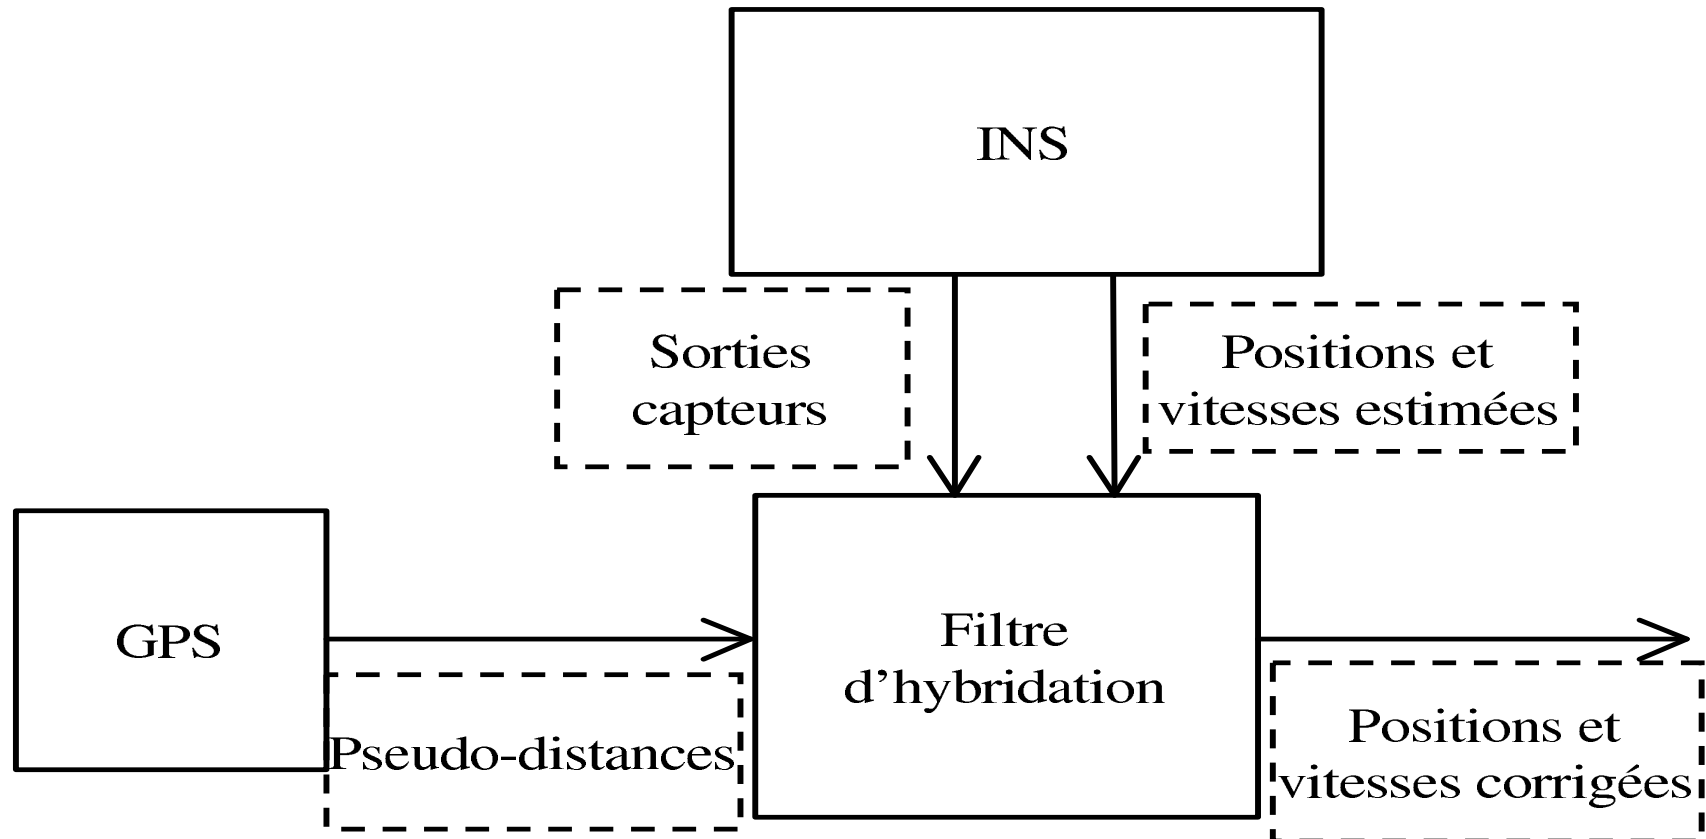 INS
Sorties
capteurs
Positions et
vitesses estimées
GPS
Pseudo-distances
Filtre
d’hybridation
Positions et
vitesses corrigées